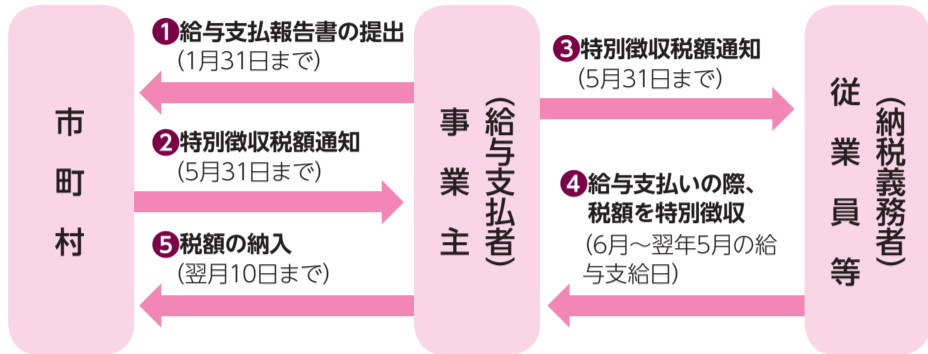 市町村
❶給与支払報告書の提出
(1月31日まで)
❷特別徴収税額通知
(5月31日まで)
❺税額の納入
(翌月10日まで)
事業主
(給与支払者)
❸特別徴収税額通知
(5月31日まで)
❹給与支払いの際、
税額を特別徴収
(6月～翌年5月の給
与支給日)
従業員等
(納税義務者)